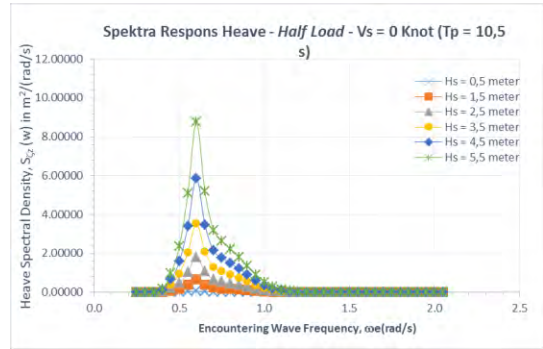 Spektra Respons Heave - Half Load - Vs = 0 Knot (Tp = 10,5
s)
12.00000
10.00000
8.00000
6.00000
4.00000
2.00000
0.00000
Heave Spectral Density, Sζr (w) in m²/(rad/s)
Hs = 0,5 meter
Hs = 1,5 meter
Hs = 2,5 meter
Hs = 3,5 meter
Hs = 4,5 meter
Hs = 5,5 meter
0.0 0.5 1.0 1.5 2.0 2.5
Encountering Wave Frequency, ωe(rad/s)